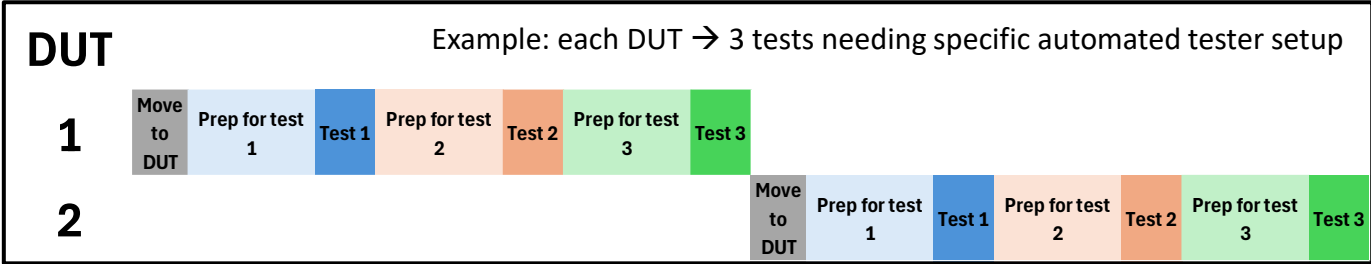 DUT
Example: each DUT → 3 tests needing specific automated tester setup
1
Move
to
DUT
Prep for test
1
Test 1
Prep for test
2
Test 2
Prep for test
3
Test 3
2
Move
to
DUT
Prep for test
1
Test 1
Prep for test
2
Test 2
Prep for test
3
Test 3